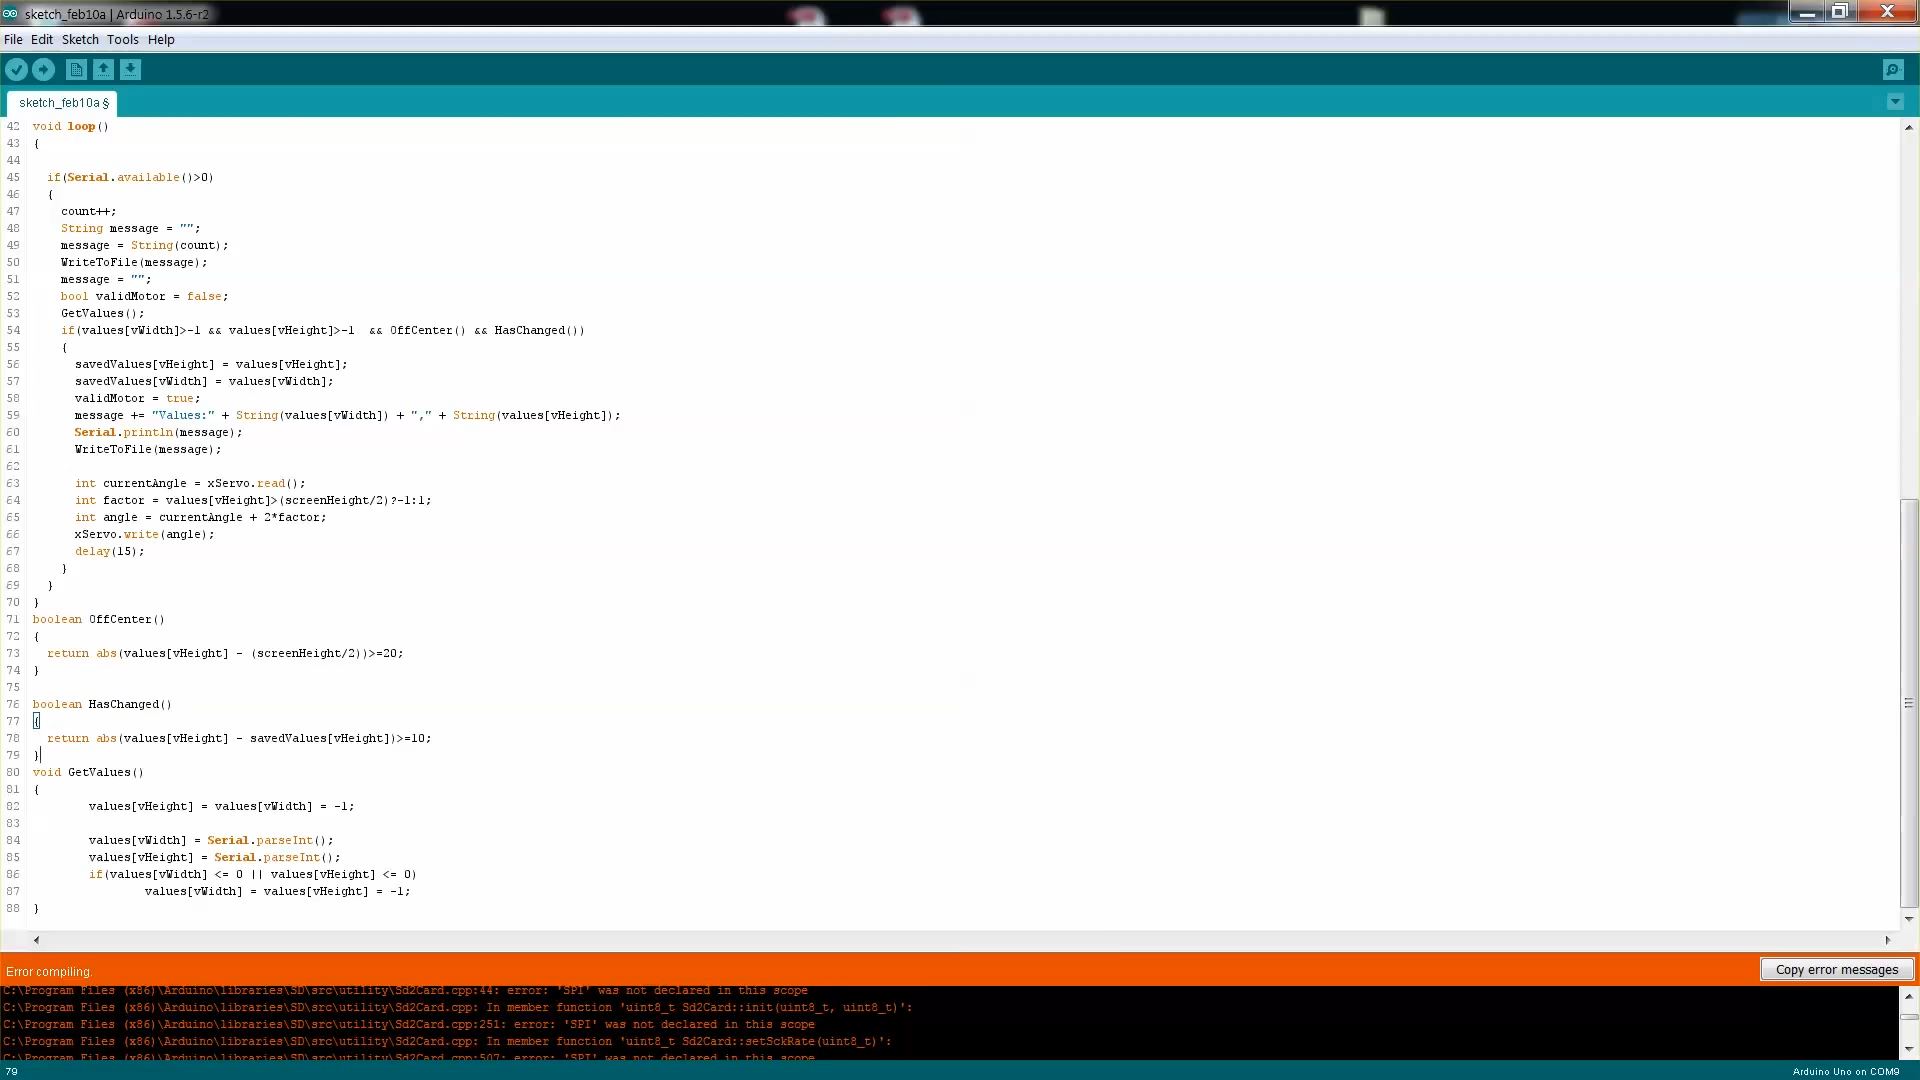 sketch_feb10a | Arduino 1.5.6-r2
File Edit Sketch Tools Help
sketch_feb10a §
42 void loop()
43 {
44
45 if(Serial.available()>0)
46 {
47 count++;
48 String message = "";
49 message = String(count);
50 WriteToFile(message);
51 message = "";
52 bool validMotor = false;
53 GetValues();
54 if(values[vWidth]>-1 && values[vHeight]>-1 && OffCenter() && HasChanged())
55 {
56 savedValues[vHeight] = values[vHeight];
57 savedValues[vWidth] = values[vWidth];
58 validMotor = true;
59 message += "Values:" + String(values[vWidth]) + "," + String(values[vHeight]);
60 Serial.println(message);
61 WriteToFile(message);
62
63 int currentAngle = xServo.read();
64 int factor = values[vHeight]>(screenHeight/2)?-1:1;
65 int angle = currentAngle + 2*factor;
66 xServo.write(angle);
67 delay(15);
68 }
69 }
70 }
71 boolean OffCenter()
72 {
73 return abs(values[vHeight] - (screenHeight/2))>=20;
74 }
75
76 boolean HasChanged()
77 {
78 return abs(values[vHeight] - savedValues[vHeight])>=10;
79 }
80 void GetValues()
81 {
82 values[vHeight] = values[vWidth] = -1;
83
84 values[vWidth] = Serial.parseInt();
85 values[vHeight] = Serial.parseInt();
86 if(values[vWidth] <= 0 || values[vHeight] <= 0)
87 values[vWidth] = values[vHeight] = -1;
88 }
Error compiling.
Copy error messages
C:\Program Files (x86)\Arduino\libraries\SD\src\utility\Sd2Card.cpp:44: error: 'SPI' was not declared in this scope
C:\Program Files (x86)\Arduino\libraries\SD\src\utility\Sd2Card.cpp: In member function 'uint8_t Sd2Card::init(uint8_t, uint8_t)':
C:\Program Files (x86)\Arduino\libraries\SD\src\utility\Sd2Card.cpp:251: error: 'SPI' was not declared in this scope
C:\Program Files (x86)\Arduino\libraries\SD\src\utility\Sd2Card.cpp: In member function 'uint8_t Sd2Card::setSckRate(uint8_t)':
C:\Program Files (x86)\Arduino\libraries\SD\src\utility\Sd2Card.cpp:507: error: 'SPI' was not declared in this scope
79
Arduino Uno on COM9